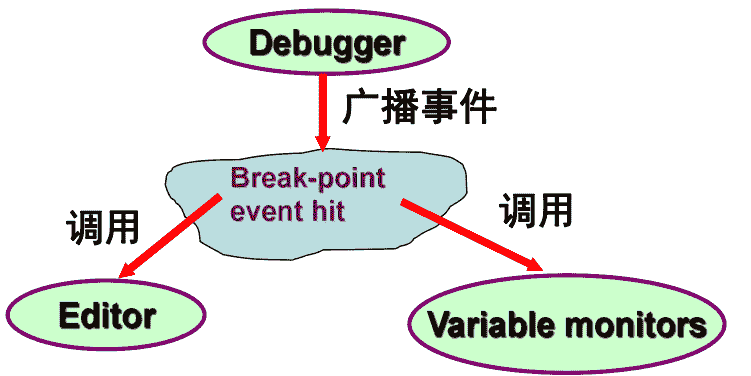 Debugger
广播事件
Break-point
event hit
调用
调用
Editor
Variable monitors